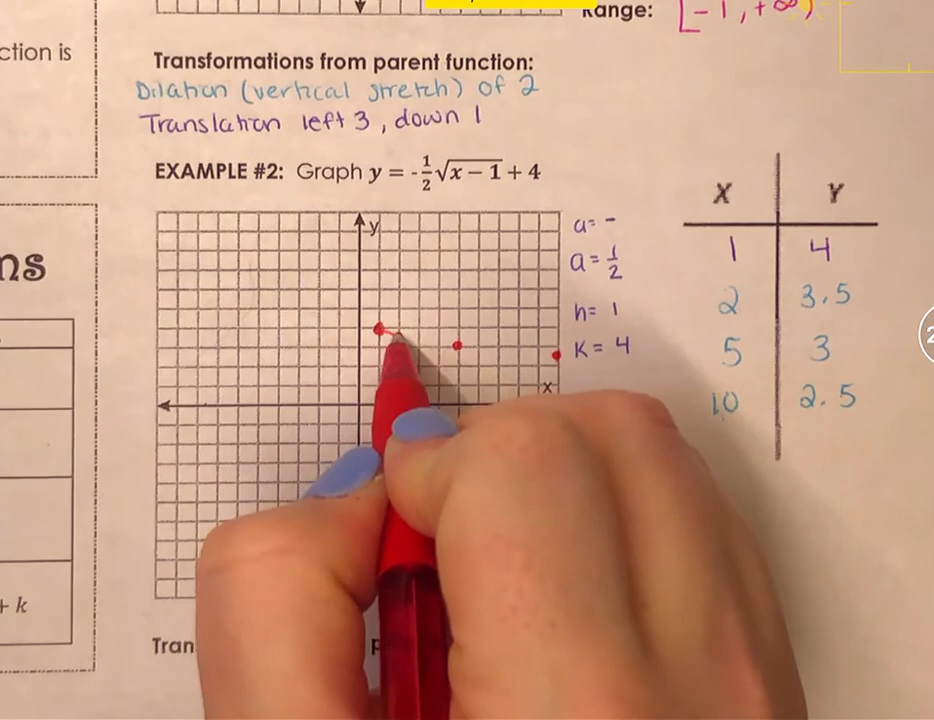 Range: [-1, +∞)
ction is
Transformations from parent function:
Dilation (vertical stretch) of 2
Translation left 3, down 1
EXAMPLE #2: Graph y = -1/2√x − 1 + 4
y
x
a= -
a= 1/2
h= 1
K= 4
X Y
1 4
2 3.5
5 3
10 2.5
ns
+ k
Tran